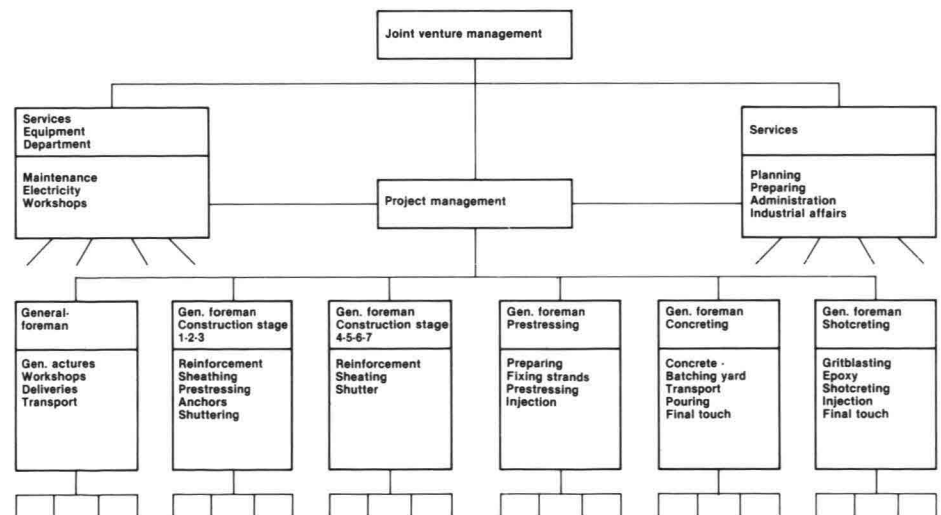 Joint venture management
Services
Equipment
Department
Maintenance
Electricity
Workshops
Project management
Services
Planning
Preparing
Administration
Industrial affairs
General-
foreman
Gen. actures
Workshops
Deliveries
Transport
Gen. foreman
Construction stage
1-2-3
Reinforcement
Sheathing
Prestressing
Anchors
Shuttering
Gen. foreman
Construction stage
4-5-6-7
Reinforcement
Sheating
Shutter
Gen. foreman
Prestressing
Preparing
Fixing strands
Prestressing
Injection
Gen. foreman
Concreting
Concrete -
Batching yard
Transport
Pouring
Final touch
Gen. foreman
Shotcreting
Gritblasting
Epoxy
Shotcreting
Injection
Final touch